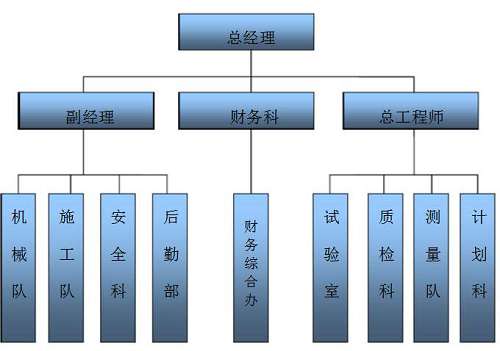 总经理
副经理
财务科
总工程师
机械队
施工队
安全科
后勤部
财务综合办
试验室
质检科
测量队
计划科